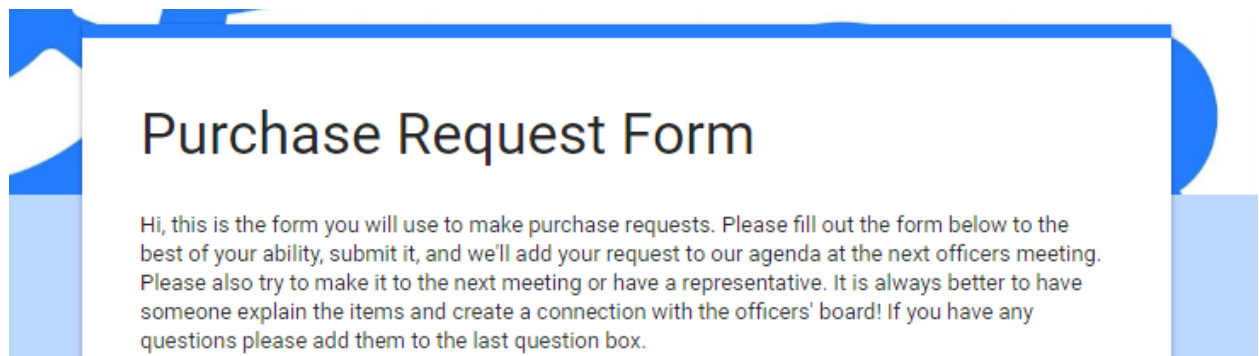 Purchase Request Form
Hi, this is the form you will use to make purchase requests. Please fill out the form below to the
best of your ability, submit it, and we'll add your request to our agenda at the next officers meeting.
Please also try to make it to the next meeting or have a representative. It is always better to have
someone explain the items and create a connection with the officers' board! If you have any
questions please add them to the last question box.